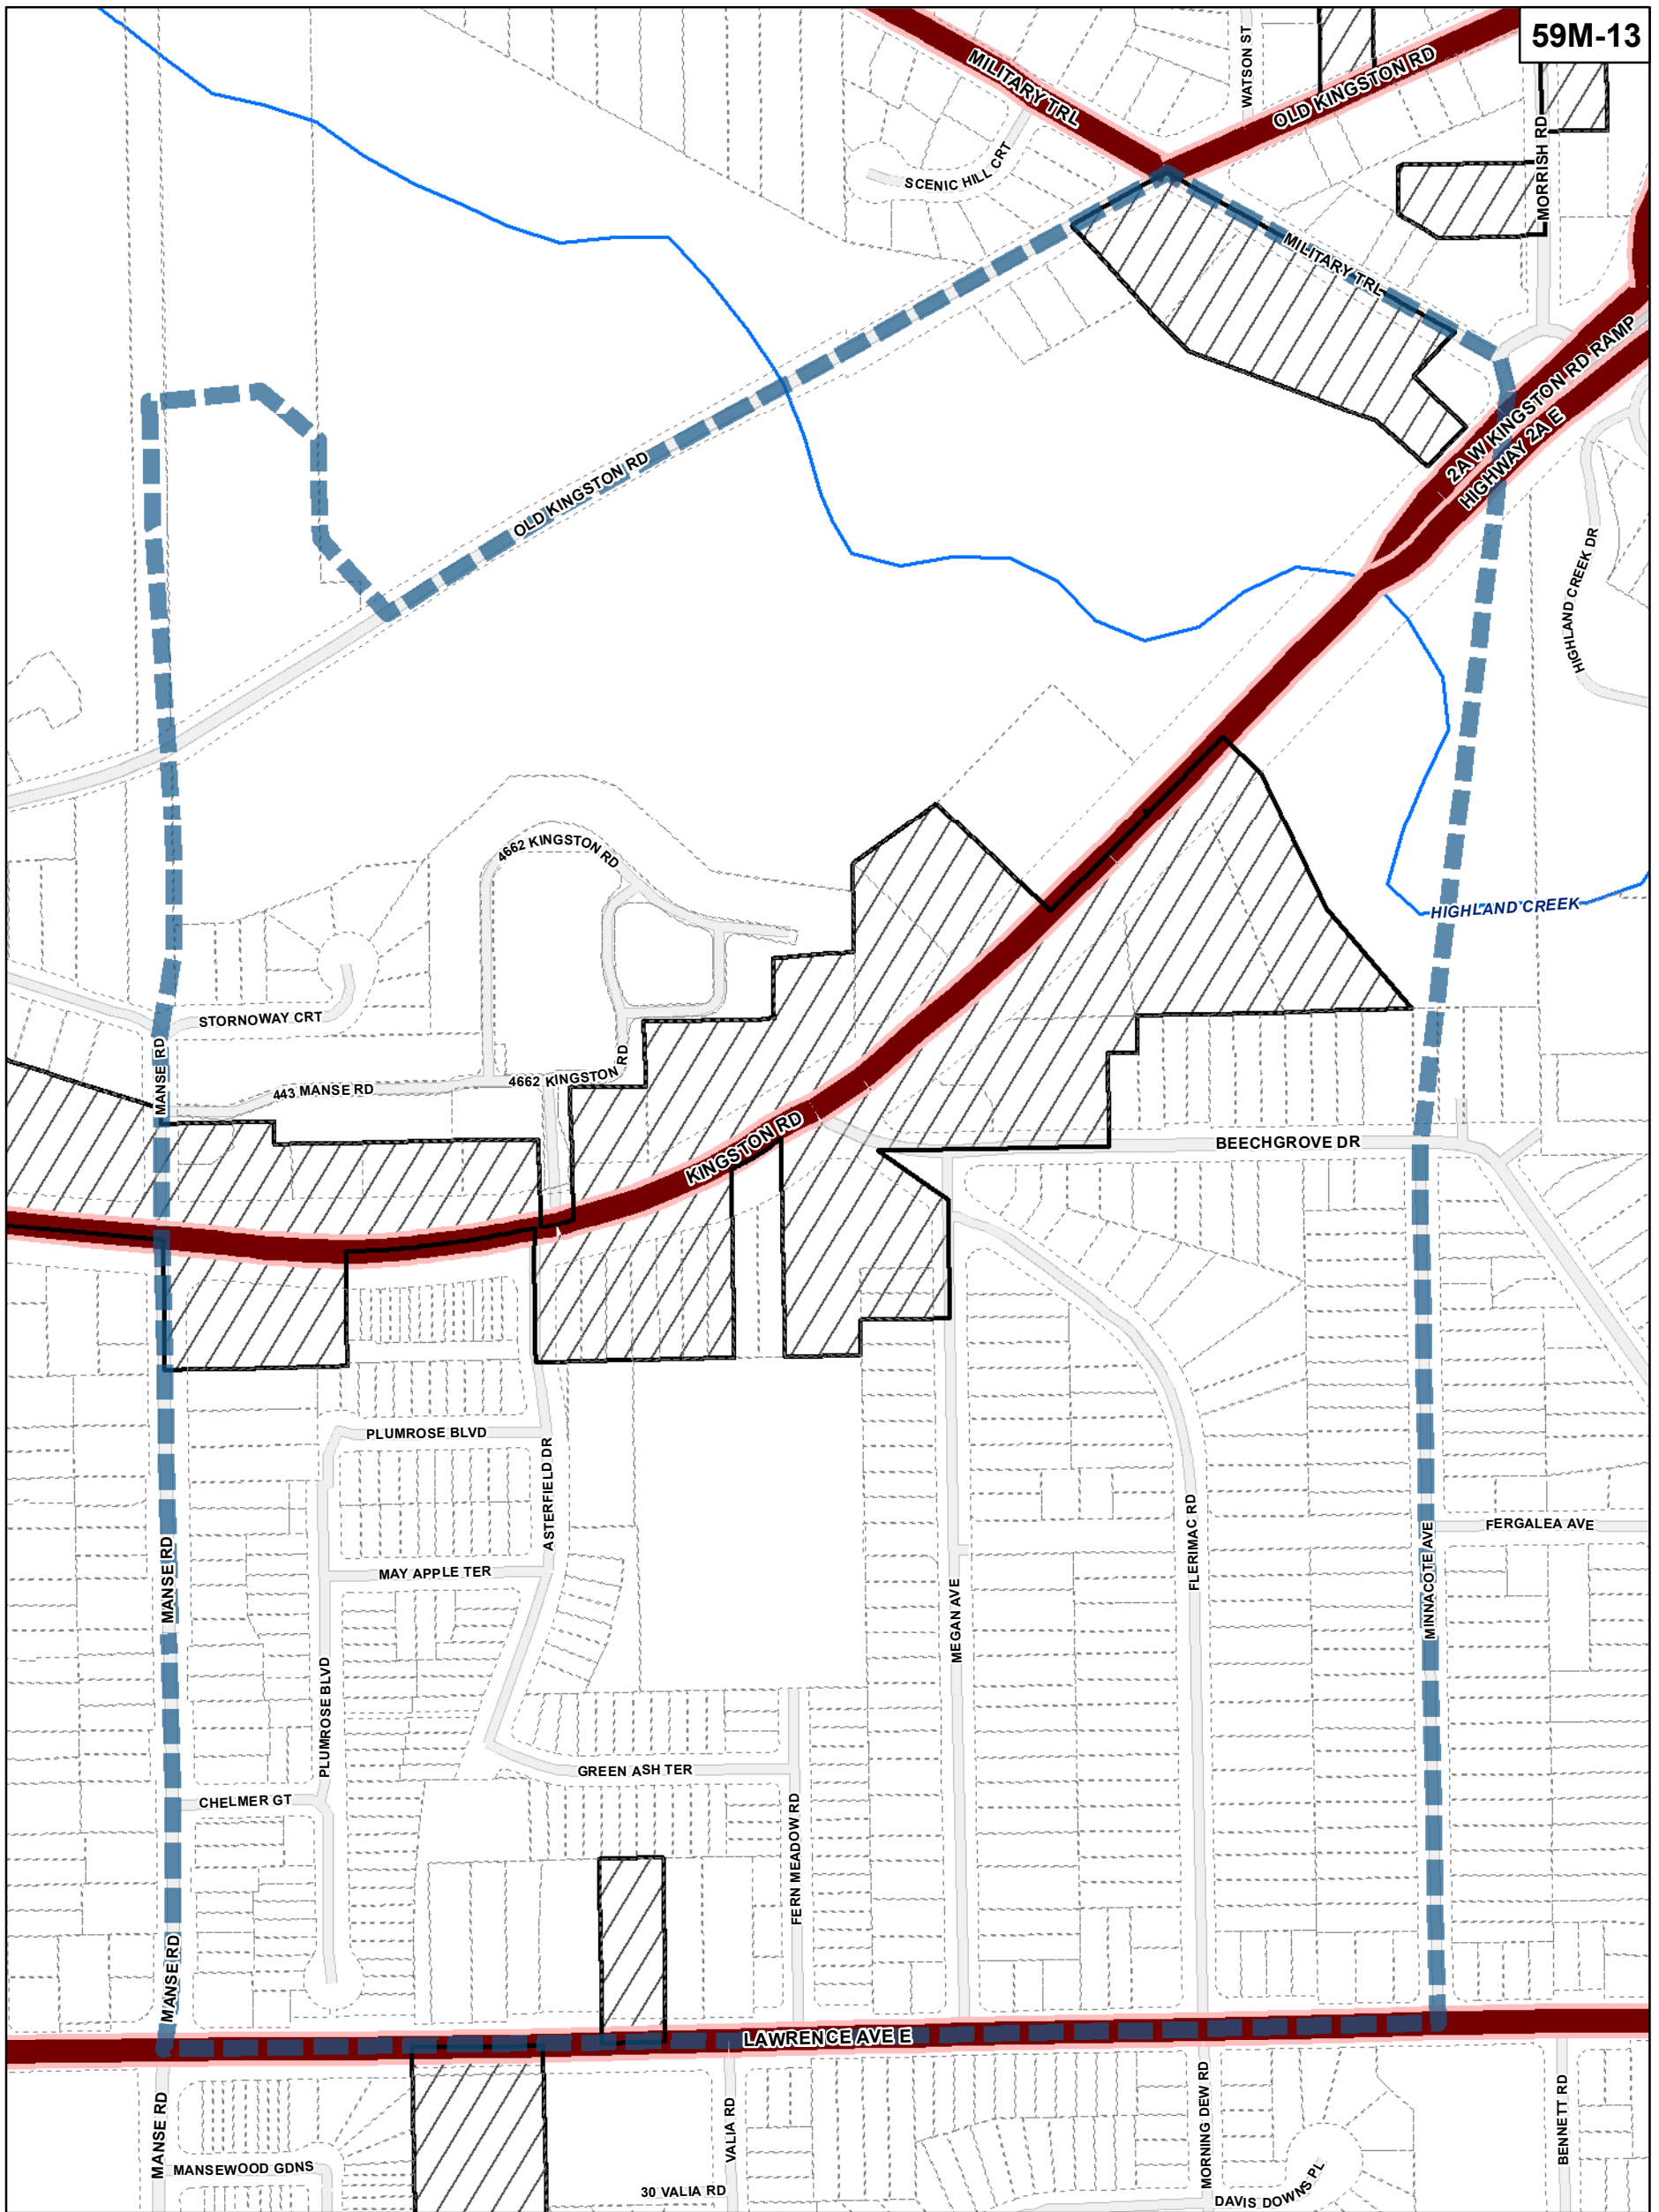 59M-13
MILITARY TRL
WATSON ST
OLD KINGSTON RD
SCENIC HILL CRT
MORRISH RD
MILITARY TRL
2A W KINGSTON RD RAMP
HIGHWAY 2A E
OLD KINGSTON RD
HIGHLAND CREEK DR
4662 KINGSTON RD
HIGHLAND CREEK
STORNOWAY CRT
MANSE RD
443 MANSE RD
4662 KINGSTON RD
KINGSTON RD
BEECHGROVE DR
PLUMROSE BLVD
ASTERFIELD DR
FERGALEA AVE
MANSE RD
MAY APPLE TER
FLERIMAC RD
MINNACOTE AVE
MEGAN AVE
PLUMROSE BLVD
GREEN ASH TER
CHELMER GT
FERN MEADOW RD
MANSE RD
LAWRENCE AVE E
MANSE RD
VALIA RD
MORNING DEW RD
BENNETT RD
MANSEWOOD GDNS
30 VALIA RD
DAVIS DOWNS PL